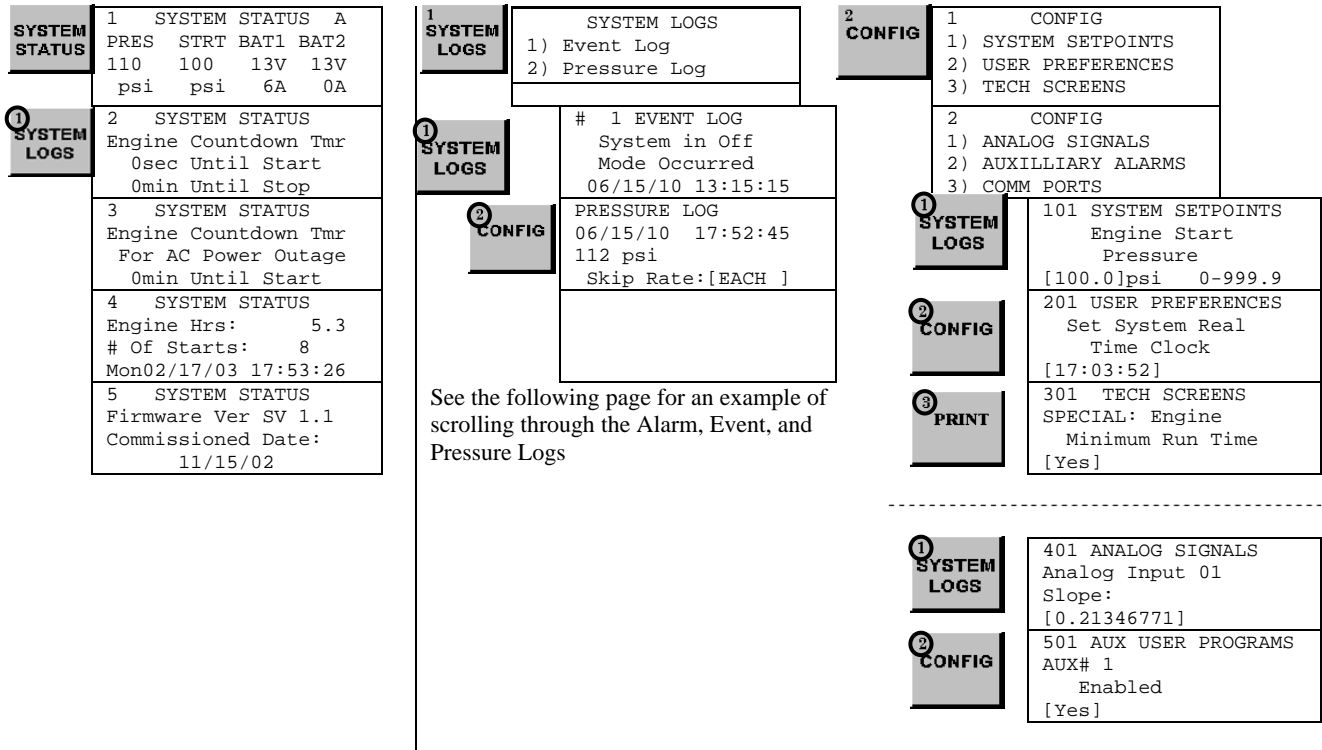 SYSTEM
STATUS
1 SYSTEM STATUS A
PRES STRT BAT1 BAT2
110 100 13V 13V
psi psi 6A 0A
1
SYSTEM
LOGS
2 SYSTEM STATUS
Engine Countdown Tmr
0sec Until Start
0min Until Stop
3 SYSTEM STATUS
Engine Countdown Tmr
For AC Power Outage
0min Until Start
4 SYSTEM STATUS
Engine Hrs: 5.3
# Of Starts: 8
Mon02/17/03 17:53:26
5 SYSTEM STATUS
Firmware Ver SV 1.1
Commissioned Date:
11/15/02
1
SYSTEM
LOGS
SYSTEM LOGS
1) Event Log
2) Pressure Log
1
SYSTEM
LOGS
# 1 EVENT LOG
System in Off
Mode Occurred
06/15/10 13:15:15
2
CONFIG
PRESSURE LOG
06/15/10 17:52:45
112 psi
Skip Rate:[EACH ]
See the following page for an example of
scrolling through the Alarm, Event, and
Pressure Logs
2
CONFIG
1 CONFIG
1) SYSTEM SETPOINTS
2) USER PREFERENCES
3) TECH SCREENS
2 CONFIG
1) ANALOG SIGNALS
2) AUXILLIARY ALARMS
3) COMM PORTS
1
SYSTEM
LOGS
101 SYSTEM SETPOINTS
Engine Start
Pressure
[100.0]psi 0-999.9
2
CONFIG
201 USER PREFERENCES
Set System Real
Time Clock
[17:03:52]
3
PRINT
301 TECH SCREENS
SPECIAL: Engine
Minimum Run Time
[Yes]
1
SYSTEM
LOGS
401 ANALOG SIGNALS
Analog Input 01
Slope:
[0.21346771]
2
CONFIG
501 AUX USER PROGRAMS
AUX# 1
Enabled
[Yes]